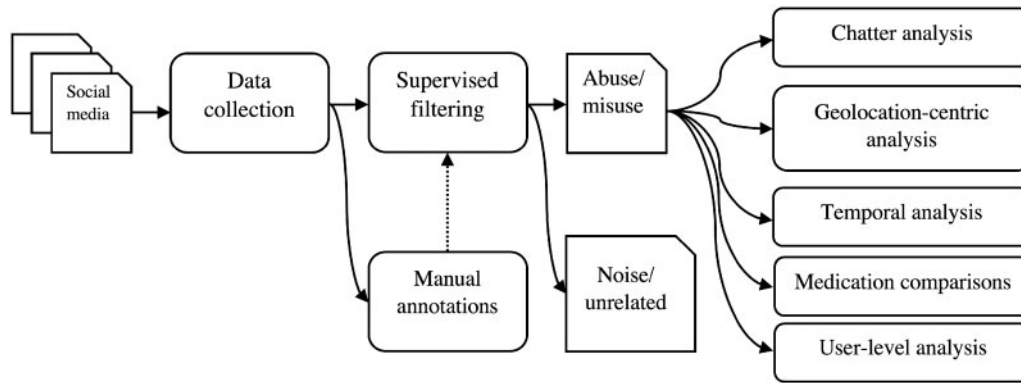 Social
media
Data
collection
Supervised
filtering
Manual
annotations
Abuse/
misuse
Noise/
unrelated
Chatter analysis
Geolocation-centric
analysis
Temporal analysis
Medication comparisons
User-level analysis